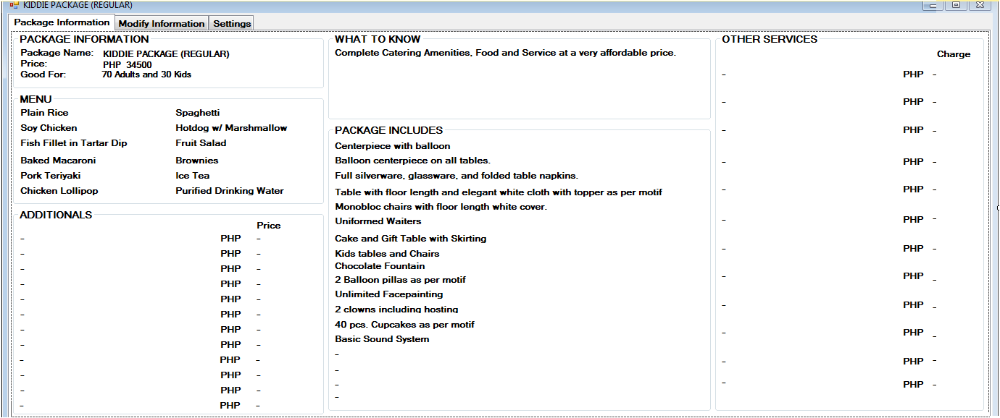 KIDDIE PACKAGE (REGULAR)
Package Information Modify Information Settings
PACKAGE INFORMATION
Package Name: KIDDIE PACKAGE (REGULAR)
Price: PHP 34500
Good For: 70 Adults and 30 Kids
MENU
Plain Rice Spaghetti
Soy Chicken Hotdog w/ Marshmallow
Fish Fillet in Tartar Dip Fruit Salad
Baked Macaroni Brownies
Pork Teriyaki Ice Tea
Chicken Lollipop Purified Drinking Water
ADDITIONALS
Price
- PHP -
- PHP -
- PHP -
- PHP -
- PHP -
- PHP -
- PHP -
- PHP -
- PHP -
- PHP -
- PHP -
- PHP -
WHAT TO KNOW
Complete Catering Amenities, Food and Service at a very affordable price.
PACKAGE INCLUDES
Centerpiece with balloon
Balloon centerpiece on all tables.
Full silverware, glassware, and folded table napkins.
Table with floor length and elegant white cloth with topper as per motif
Monobloc chairs with floor length white cover.
Uniformed Waiters
Cake and Gift Table with Skirting
Kids tables and Chairs
Chocolate Fountain
2 Balloon pillas as per motif
Unlimited Facepainting
2 clowns including hosting
40 pcs. Cupcakes as per motif
Basic Sound System
-
-
-
-
OTHER SERVICES
Charge
- PHP -
- PHP -
- PHP -
- PHP -
- PHP -
- PHP -
- PHP -
- PHP -
- PHP -
- PHP -
- PHP -
- PHP -